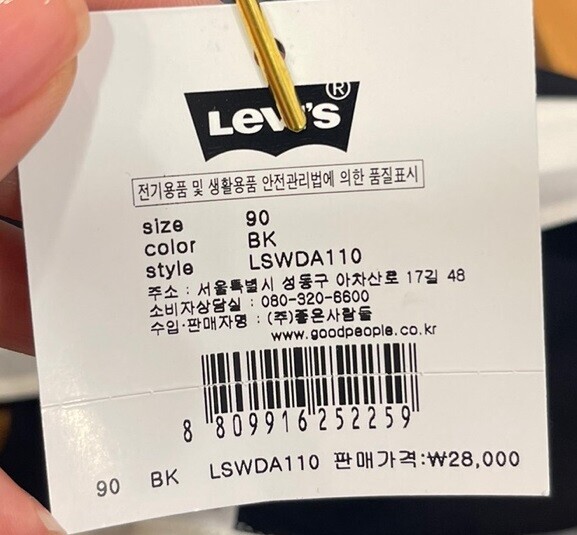 Levi's®
전기용품 및 생활용품 안전관리법에 의한 품질표시
size 90
color BK
style LSWDA110
주소 : 서울특별시 성동구 아차산로 17길 48
소비자상담실 : 080-320-6600
수입·판매자명 : (주)좋은사람들
www.goodpeople.co.kr
8 809916 252259
90 BK LSWDA110 판매가격:₩28,000